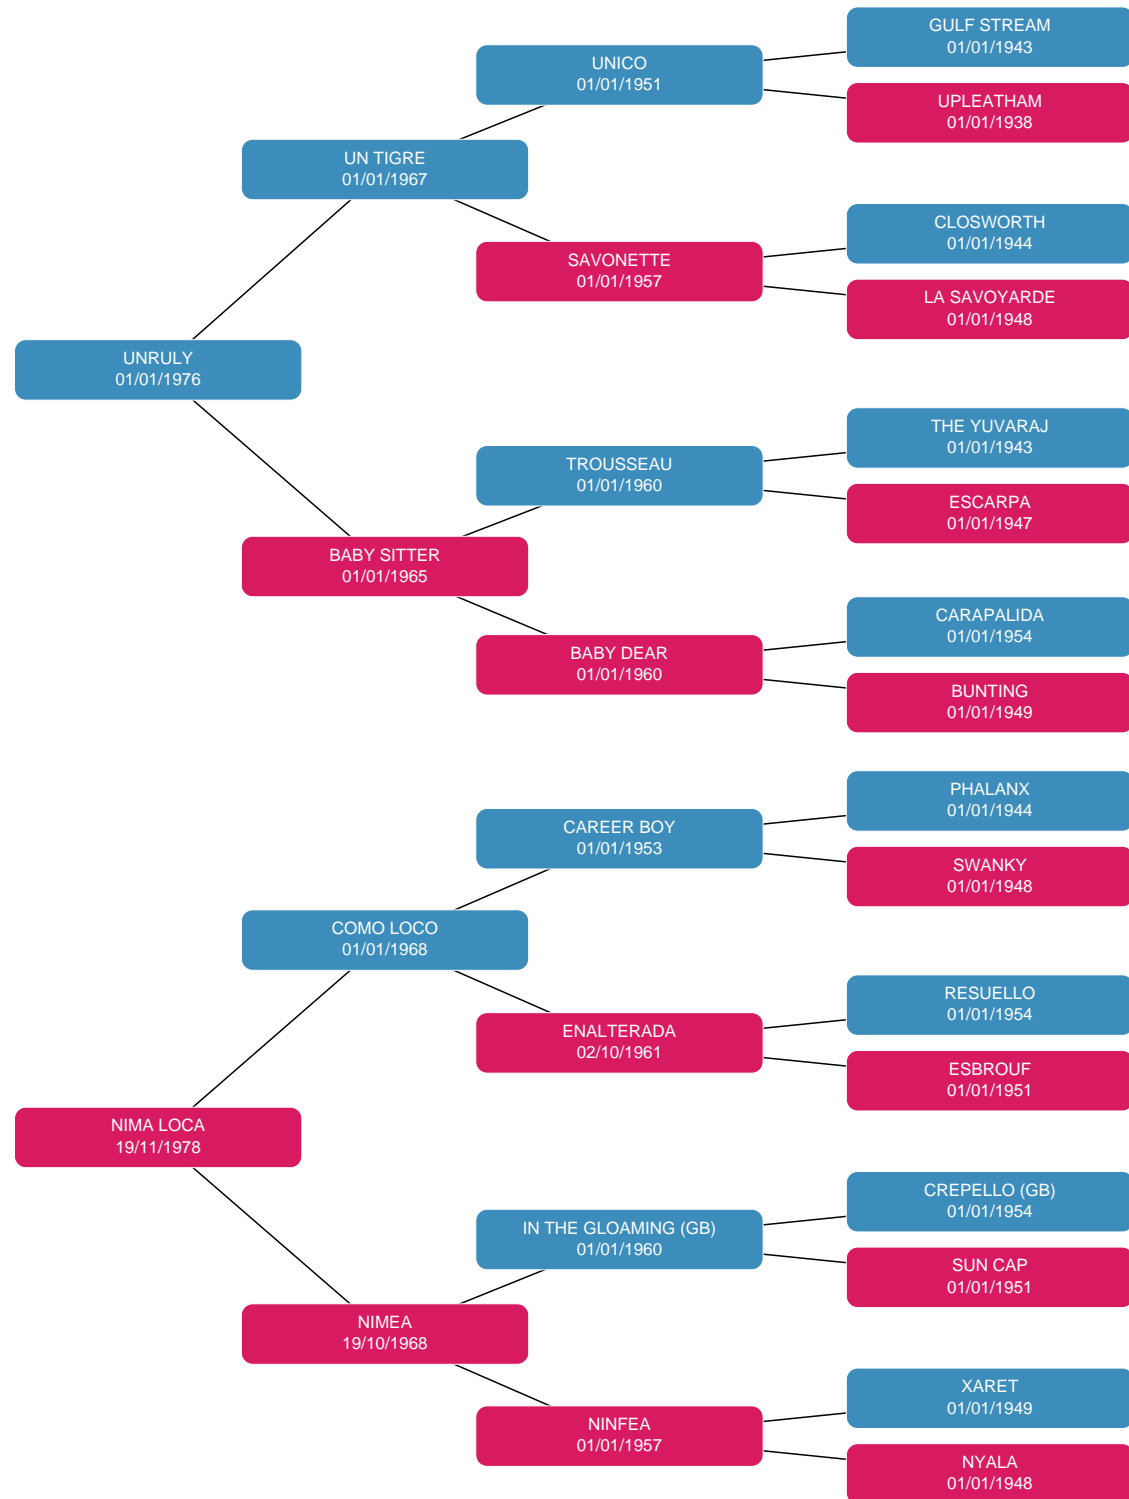 GULF STREAM
01/01/1943
UNICO
01/01/1951
UPLEATHAM
01/01/1938
UN TIGRE
01/01/1967
CLOSWORTH
01/01/1944
SAVONETTE
01/01/1957
LA SAVOYARDE
01/01/1948
UNRULY
01/01/1976
THE YUVARAJ
01/01/1943
TROUSSEAU
01/01/1960
ESCARPA
01/01/1947
BABY SITTER
01/01/1965
CARAPALIDA
01/01/1954
BABY DEAR
01/01/1960
BUNTING
01/01/1949
PHALANX
01/01/1944
CAREER BOY
01/01/1953
SWANKY
01/01/1948
COMO LOCO
01/01/1968
RESUELLO
01/01/1954
ENALTERADA
02/10/1961
ESBROUF
01/01/1951
NIMA LOCA
19/11/1978
CREPELLO (GB)
01/01/1954
IN THE GLOAMING (GB)
01/01/1960
SUN CAP
01/01/1951
NIMEA
19/10/1968
XARET
01/01/1949
NINFEA
01/01/1957
NYALA
01/01/1948